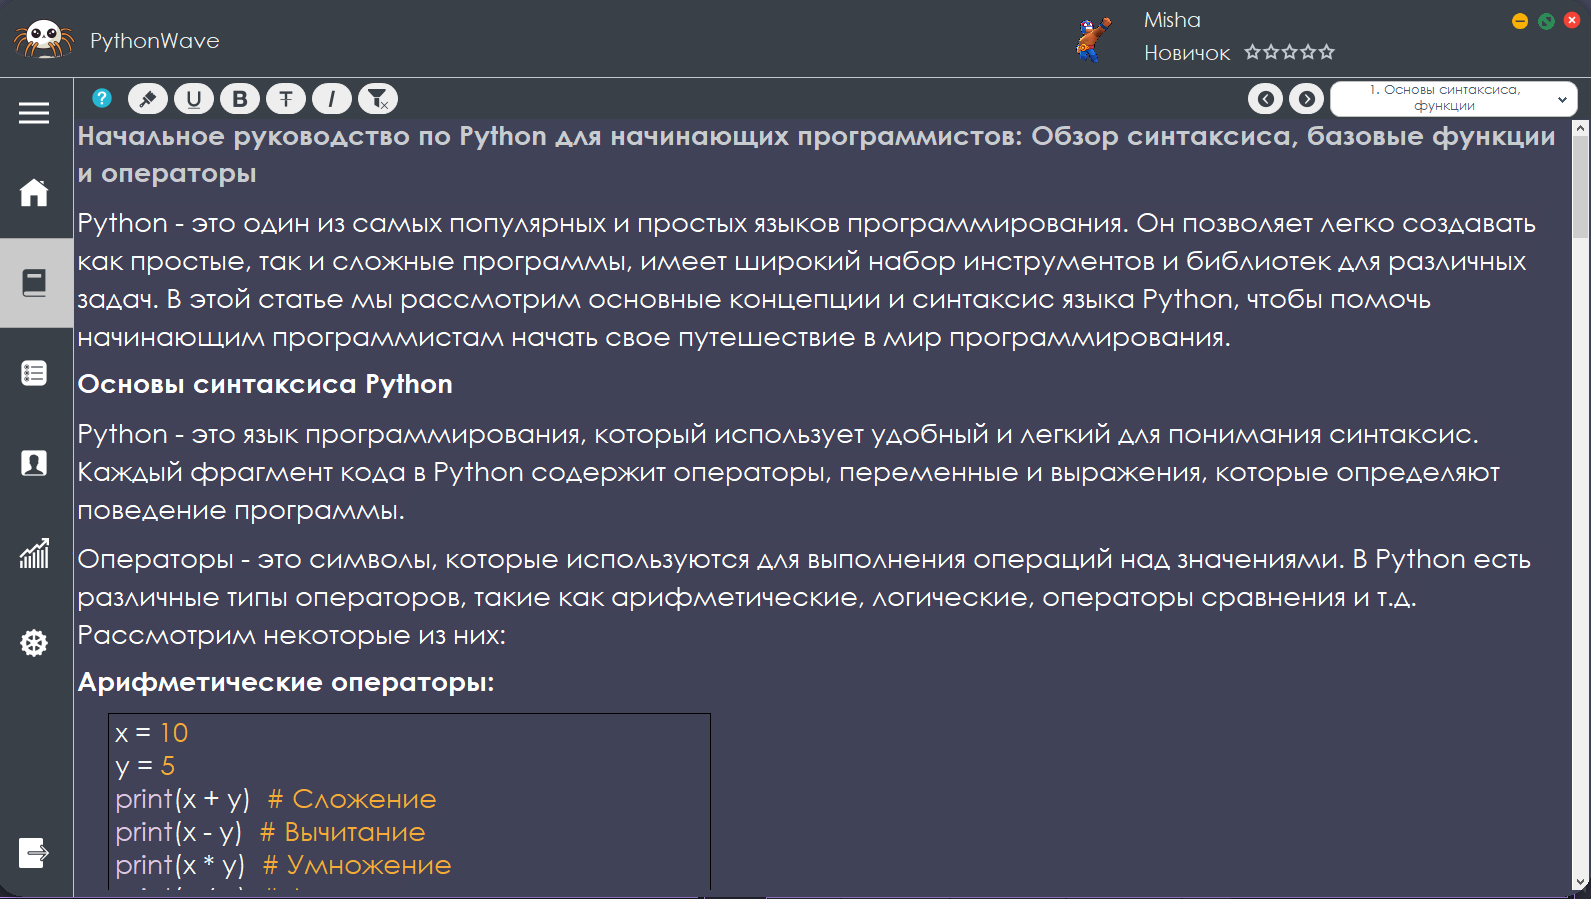 PythonWave
Misha
Новичок
? U B T I
1. Основы синтаксиса,
функции
Начальное руководство по Python для начинающих программистов: Обзор синтаксиса, базовые функции
и операторы
Python - это один из самых популярных и простых языков программирования. Он позволяет легко создавать
как простые, так и сложные программы, имеет широкий набор инструментов и библиотек для различных
задач. В этой статье мы рассмотрим основные концепции и синтаксис языка Python, чтобы помочь
начинающим программистам начать свое путешествие в мир программирования.
Основы синтаксиса Python
Python - это язык программирования, который использует удобный и легкий для понимания синтаксис.
Каждый фрагмент кода в Python содержит операторы, переменные и выражения, которые определяют
поведение программы.
Операторы - это символы, которые используются для выполнения операций над значениями. В Python есть
различные типы операторов, такие как арифметические, логические, операторы сравнения и т.д.
Рассмотрим некоторые из них:
Арифметические операторы:
x = 10
y = 5
print(x + y)  # Сложение
print(x - y)  # Вычитание
print(x * y)  # Умножение